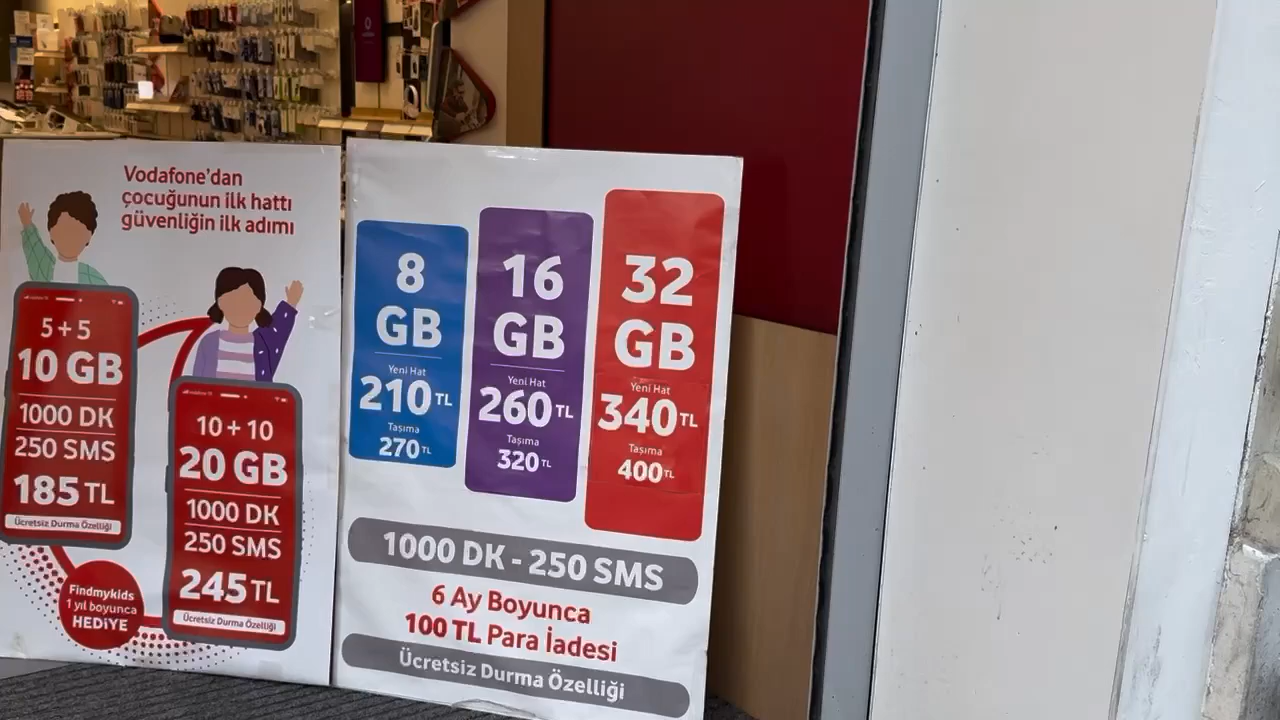 Vodafone'dan
çocuğunun ilk hattı
güvenliğin ilk adımı
5 + 5
10 GB
1000 DK
250 SMS
185 TL
Ücretsiz Durma Özelliği
10 + 10
20 GB
1000 DK
250 SMS
245 TL
Ücretsiz Durma Özelliği
Findmykids
1 yıl boyunca
HEDİYE
8
GB
Yeni Hat
210 TL
Taşıma
270 TL
16
GB
Yeni Hat
260 TL
Taşıma
320 TL
32
GB
Yeni Hat
340 TL
Taşıma
400 TL
1000 DK - 250 SMS
6 Ay Boyunca
100 TL Para İadesi
Ücretsiz Durma Özelliği